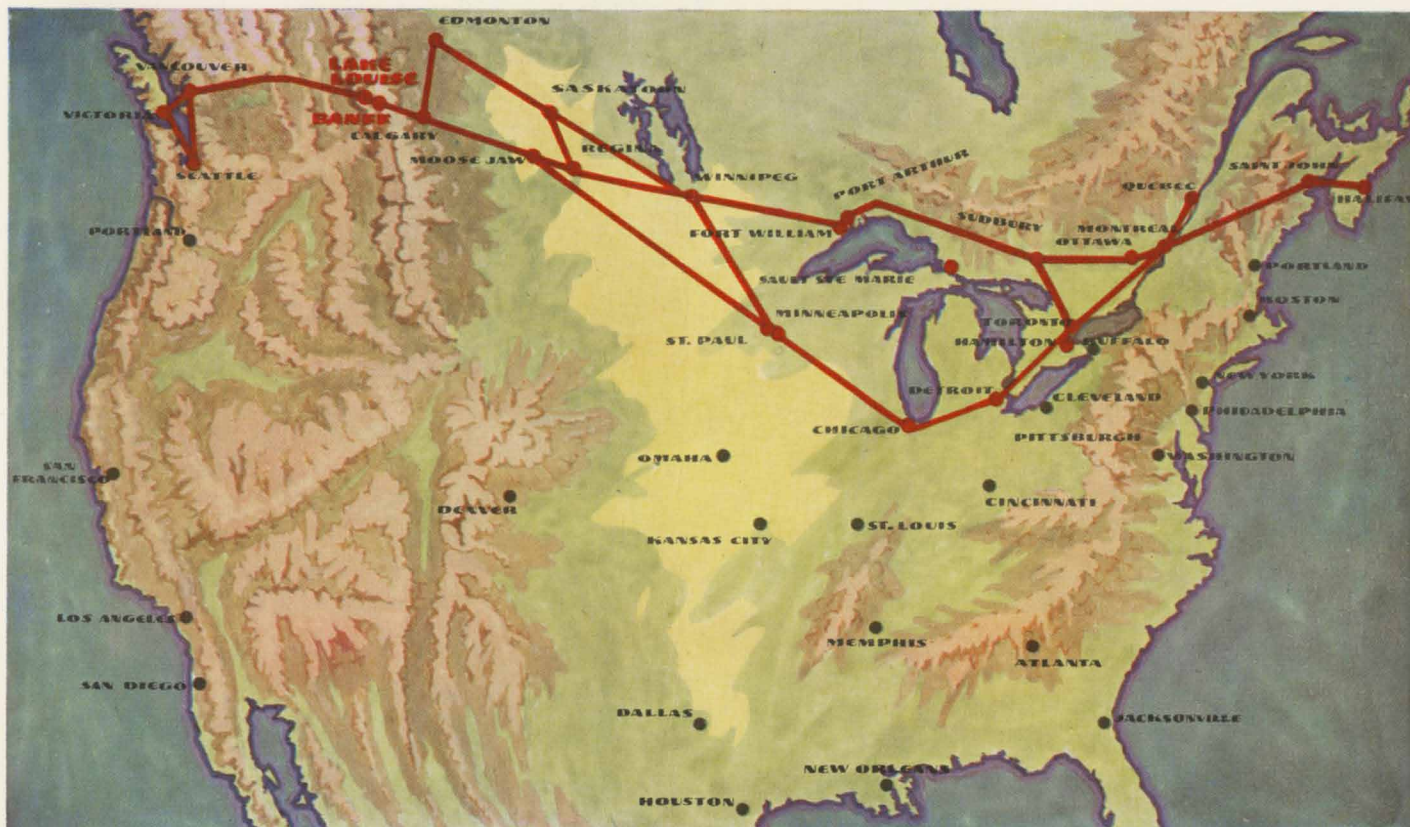 EDMONTON
VANCOUVER
LAKE
LOUISE
SASKATOON
VICTORIA
BANFF
CALGARY
REGINA
MOOSE JAW
SEATTLE
WINNIPEG
PORT ARTHUR
SAINT JOHN
QUEBEC
HALIFAX
PORTLAND
FORT WILLIAM
SUDBURY
MONTREAL
OTTAWA
PORTLAND
SAULT STE MARIE
BOSTON
MINNEAPOLIS
TORONTO
ST. PAUL
HAMILTON
BUFFALO
NEW YORK
DETROIT
CLEVELAND
PHILADELPHIA
CHICAGO
PITTSBURGH
OMAHA
WASHINGTON
SAN
FRANCISCO
CINCINNATI
DENVER
ST. LOUIS
KANSAS CITY
LOS ANGELES
MEMPHIS
ATLANTA
SAN DIEGO
DALLAS
JACKSONVILLE
NEW ORLEANS
HOUSTON